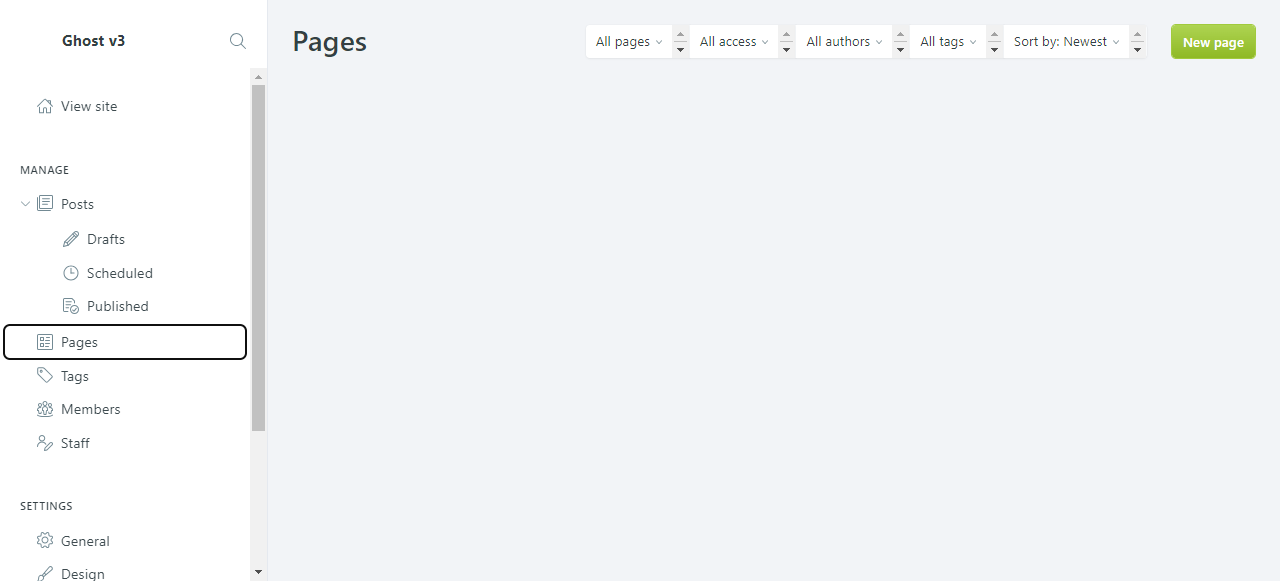 Ghost v3
View site
MANAGE
Posts
Drafts
Scheduled
Published
Pages
Tags
Members
Staff
SETTINGS
General
Design
Pages
All pages
All access
All authors
All tags
Sort by: Newest
New page